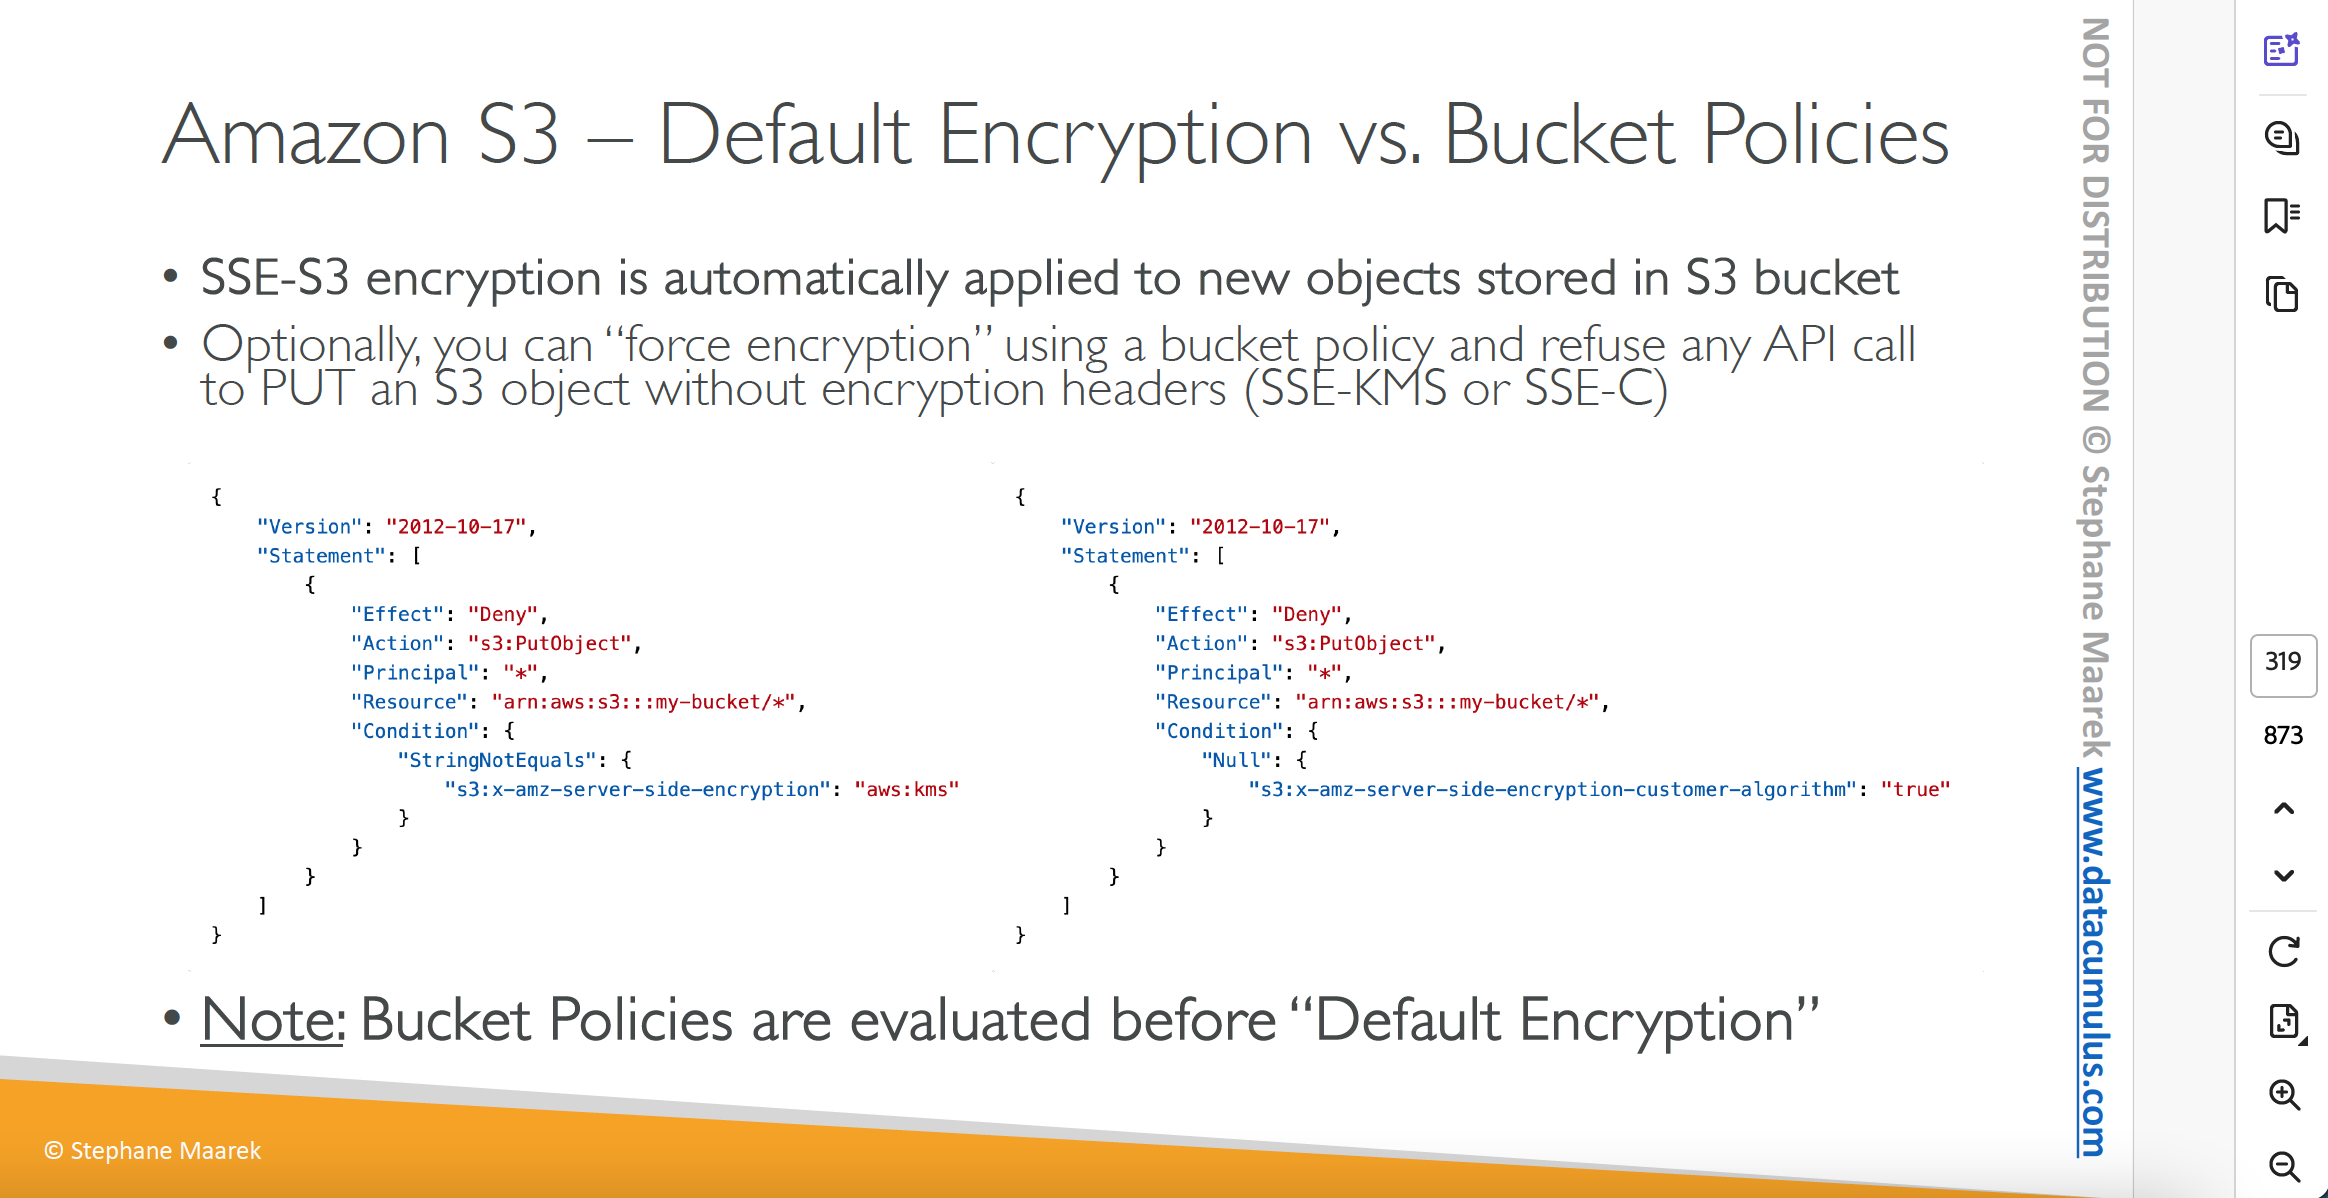 Amazon S3 – Default Encryption vs. Bucket Policies
• SSE-S3 encryption is automatically applied to new objects stored in S3 bucket
• Optionally, you can “force encryption” using a bucket policy and refuse any API call
to PUT an S3 object without encryption headers (SSE-KMS or SSE-C)
{
    "Version": "2012-10-17",
    "Statement": [
        {
            "Effect": "Deny",
            "Action": "s3:PutObject",
            "Principal": "*",
            "Resource": "arn:aws:s3:::my-bucket/*",
            "Condition": {
                "StringNotEquals": {
                    "s3:x-amz-server-side-encryption": "aws:kms"
                }
            }
        }
    ]
}
{
    "Version": "2012-10-17",
    "Statement": [
        {
            "Effect": "Deny",
            "Action": "s3:PutObject",
            "Principal": "*",
            "Resource": "arn:aws:s3:::my-bucket/*",
            "Condition": {
                "Null": {
                    "s3:x-amz-server-side-encryption-customer-algorithm": "true"
                }
            }
        }
    ]
}
• Note: Bucket Policies are evaluated before “Default Encryption”
© Stephane Maarek
NOT FOR DISTRIBUTION © Stephane Maarek www.datacumulus.com
319
873